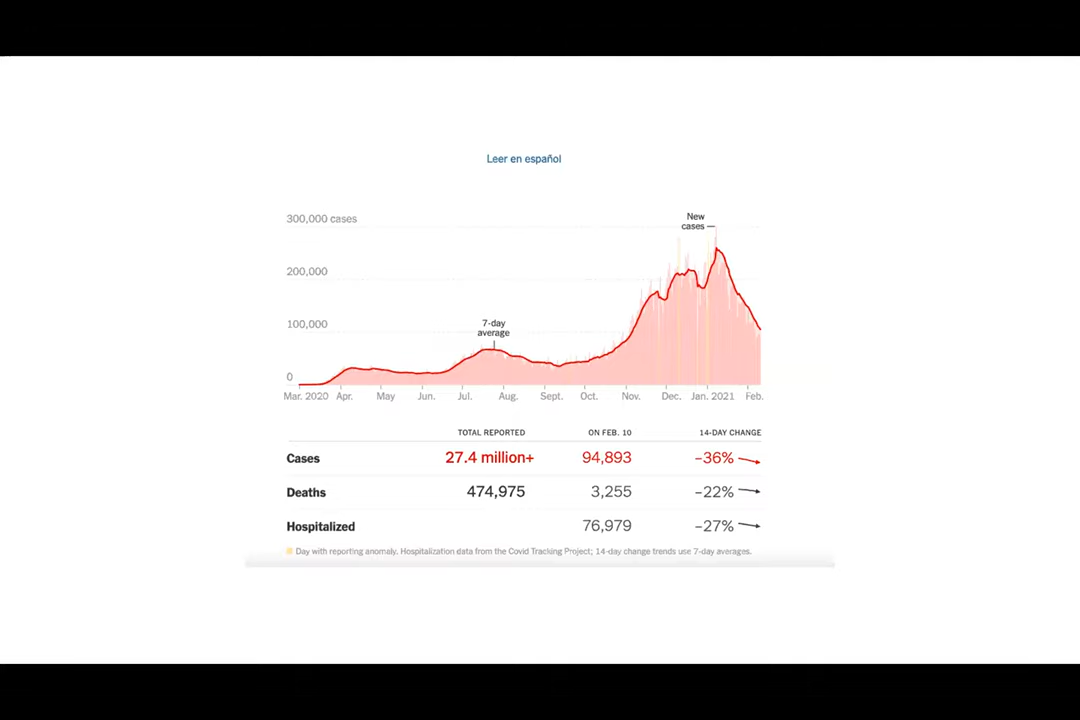 Leer en español
300,000 cases
New
cases
200,000
100,000
7-day
average
0
Mar. 2020 Apr. May Jun. Jul. Aug. Sept. Oct. Nov. Dec. Jan. 2021 Feb.
TOTAL REPORTED ON FEB. 10 14-DAY CHANGE
Cases 27.4 million+ 94,893 –36%
Deaths 474,975 3,255 –22%
Hospitalized 76,979 –27%
Day with reporting anomaly. Hospitalization data from the Covid Tracking Project; 14-day change trends use 7-day averages.